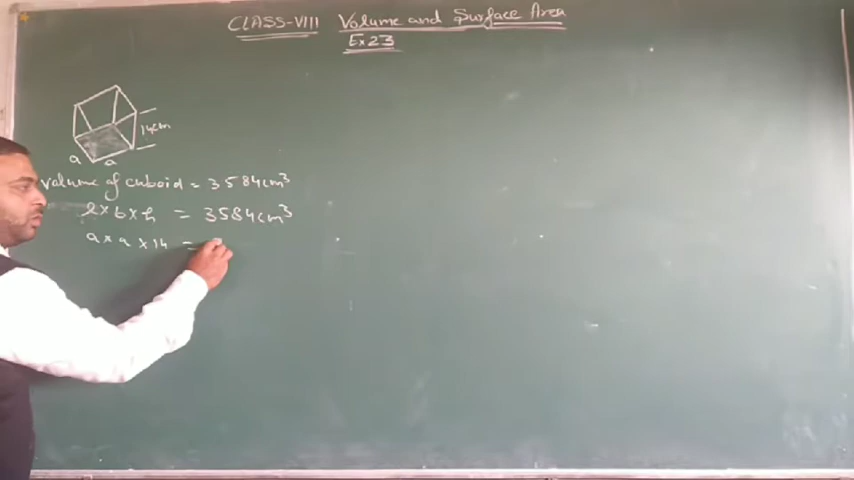 CLASS-VIII Volume and Surface Area
Ex 23
14cm
a a
Volume of cuboid = 3584cm³
l×b×h = 3584cm³
a×a×14 =